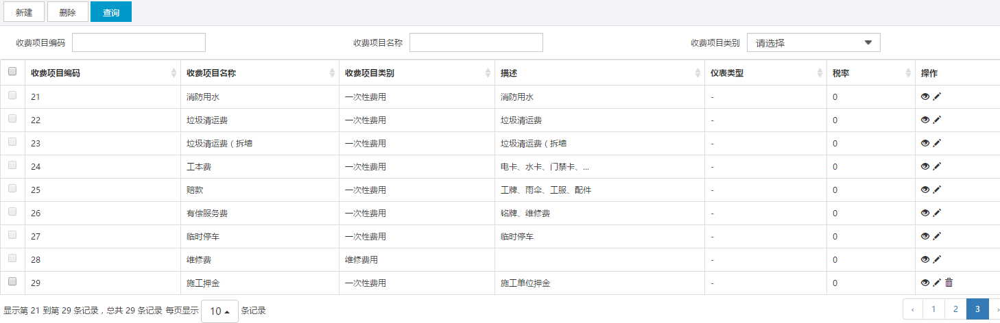 新建 删除 查询
收费项目编码 收费项目名称 收费项目类别 请选择
收费项目编码 收费项目名称 收费项目类别 描述 仪表类型 税率 操作
21 消防用水 一次性费用 消防用水 - 0
22 垃圾清运费 一次性费用 垃圾清运费 - 0
23 垃圾清运费（拆墙 一次性费用 垃圾清运费（拆墙 - 0
24 工本费 一次性费用 电卡、水卡、门禁卡、... - 0
25 赔款 一次性费用 工牌、雨伞、工服、配件 - 0
26 有偿服务费 一次性费用 铭牌、维修费 - 0
27 临时停车 一次性费用 临时停车 - 0
28 维修费 维修费用 - 0
29 施工押金 一次性费用 施工单位押金 - 0
显示第 21 到第 29 条记录，总共 29 条记录 每页显示 10 条记录 ‹ 1 2 3 ›